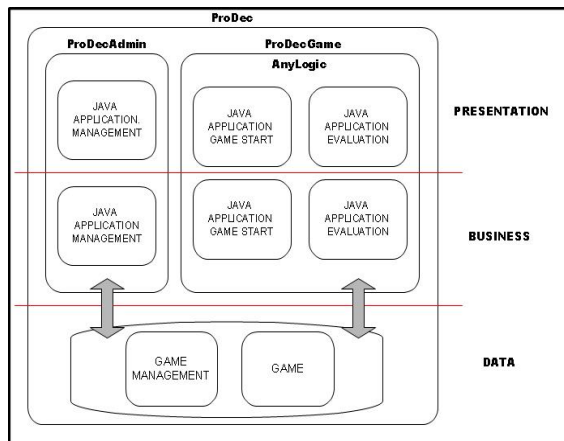 ProDec
ProDecAdmin
ProDecGame
AnyLogic
JAVA
APPLICATION.
MANAGEMENT
JAVA
APPLICATION
GAME START
JAVA
APPLICATION
EVALUATION
PRESENTATION
JAVA
APPLICATION
MANAGEMENT
JAVA
APPLICATION
GAME START
JAVA
APPLICATION
EVALUATION
BUSINESS
GAME
MANAGEMENT
GAME
DATA